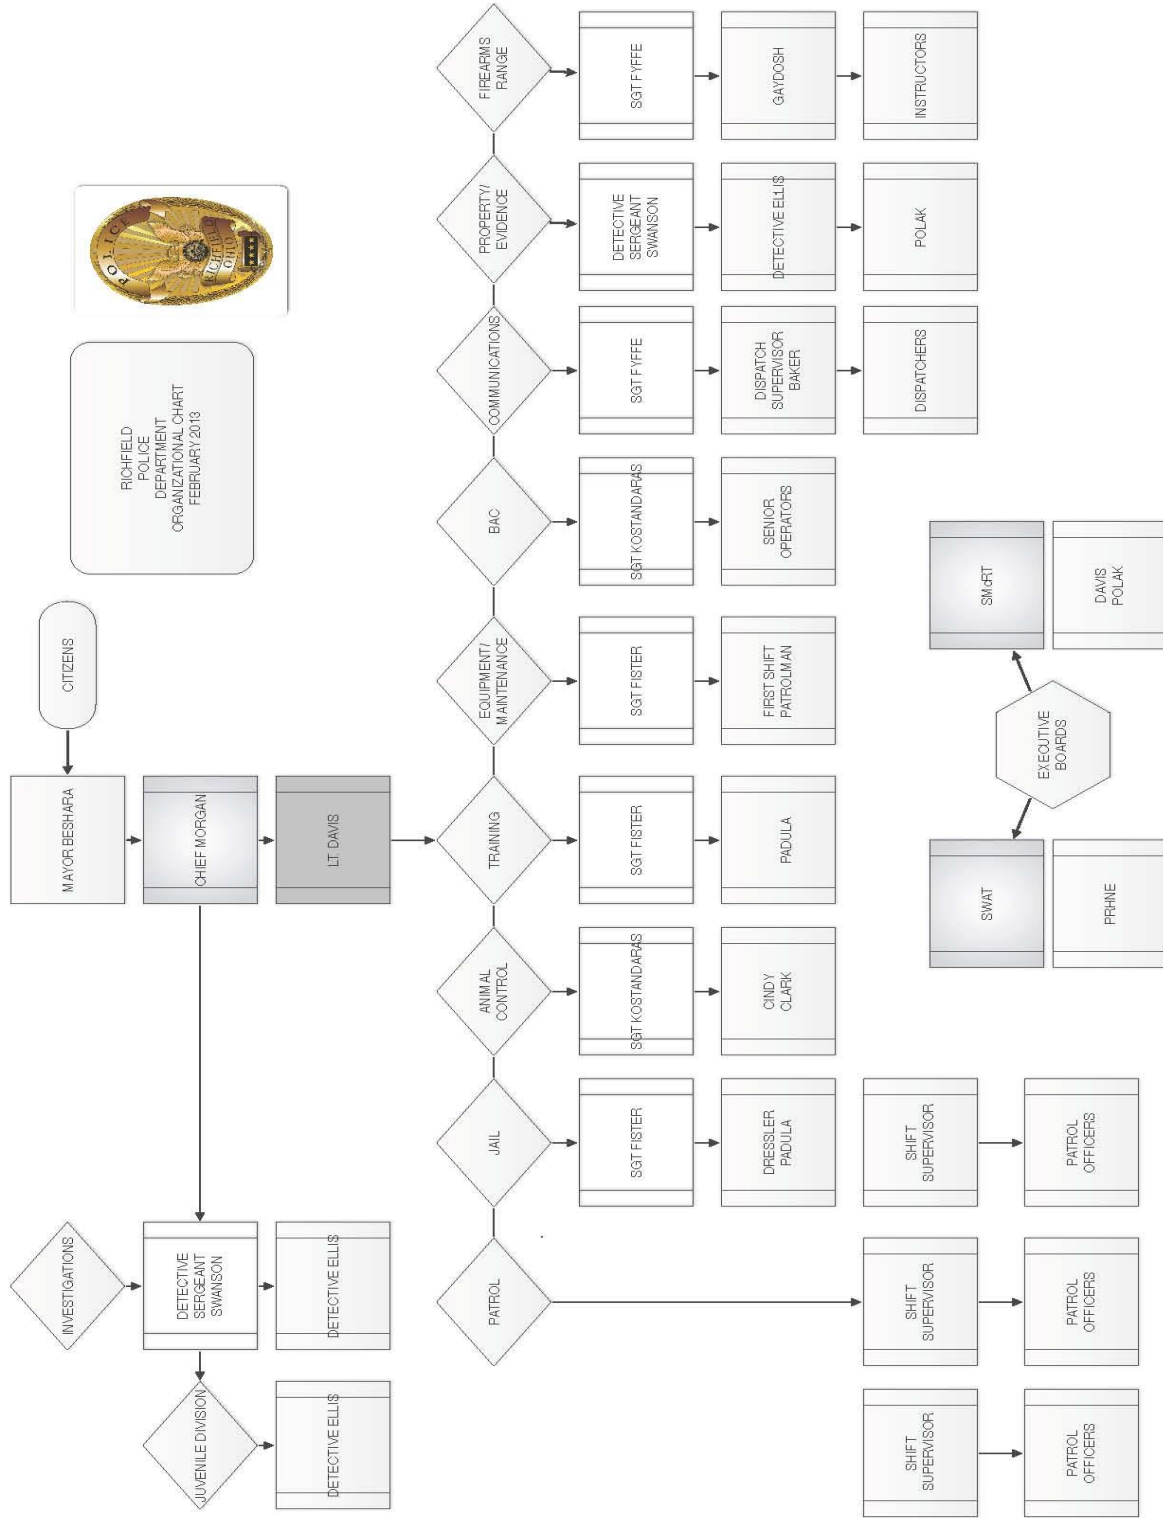 INVESTIGATIONS
MAYOR BESHARA
CITIZENS
RICHFIELD
POLICE
DEPARTMENT
ORGANIZATIONAL CHART
FEBRUARY 2013
POLICE
RICHFIELD
OHIO
JUVENILE DIVISION
DETECTIVE
SERGEANT
SWANSON
CHIEF MORGAN
DETECTIVE ELLIS
DETECTIVE ELLIS
LT. DAVIS
PATROL
JAIL
ANIMAL
CONTROL
TRAINING
EQUIPMENT/
MAINTENANCE
BAC
COMMUNICATIONS
PROPERTY/
EVIDENCE
FIREARMS
RANGE
SGT FISTER
SGT KOSTANDARAS
SGT FISTER
SGT FISTER
SGT KOSTANDARAS
SGT FYFFE
DETECTIVE
SERGEANT
SWANSON
SGT FYFFE
DRESSLER
PADULA
CINDY
CLARK
PADULA
FIRST SHIFT
PATROLMAN
SENIOR
OPERATORS
DISPATCH
SUPERVISOR
BAKER
DETECTIVE ELLIS
GAYDOSH
SHIFT
SUPERVISOR
SHIFT
SUPERVISOR
SHIFT
SUPERVISOR
DISPATCHERS
POLAK
INSTRUCTORS
PATROL
OFFICERS
PATROL
OFFICERS
PATROL
OFFICERS
SWAT
EXECUTIVE
BOARDS
SMcRT
PRHNE
DAVIS
POLAK